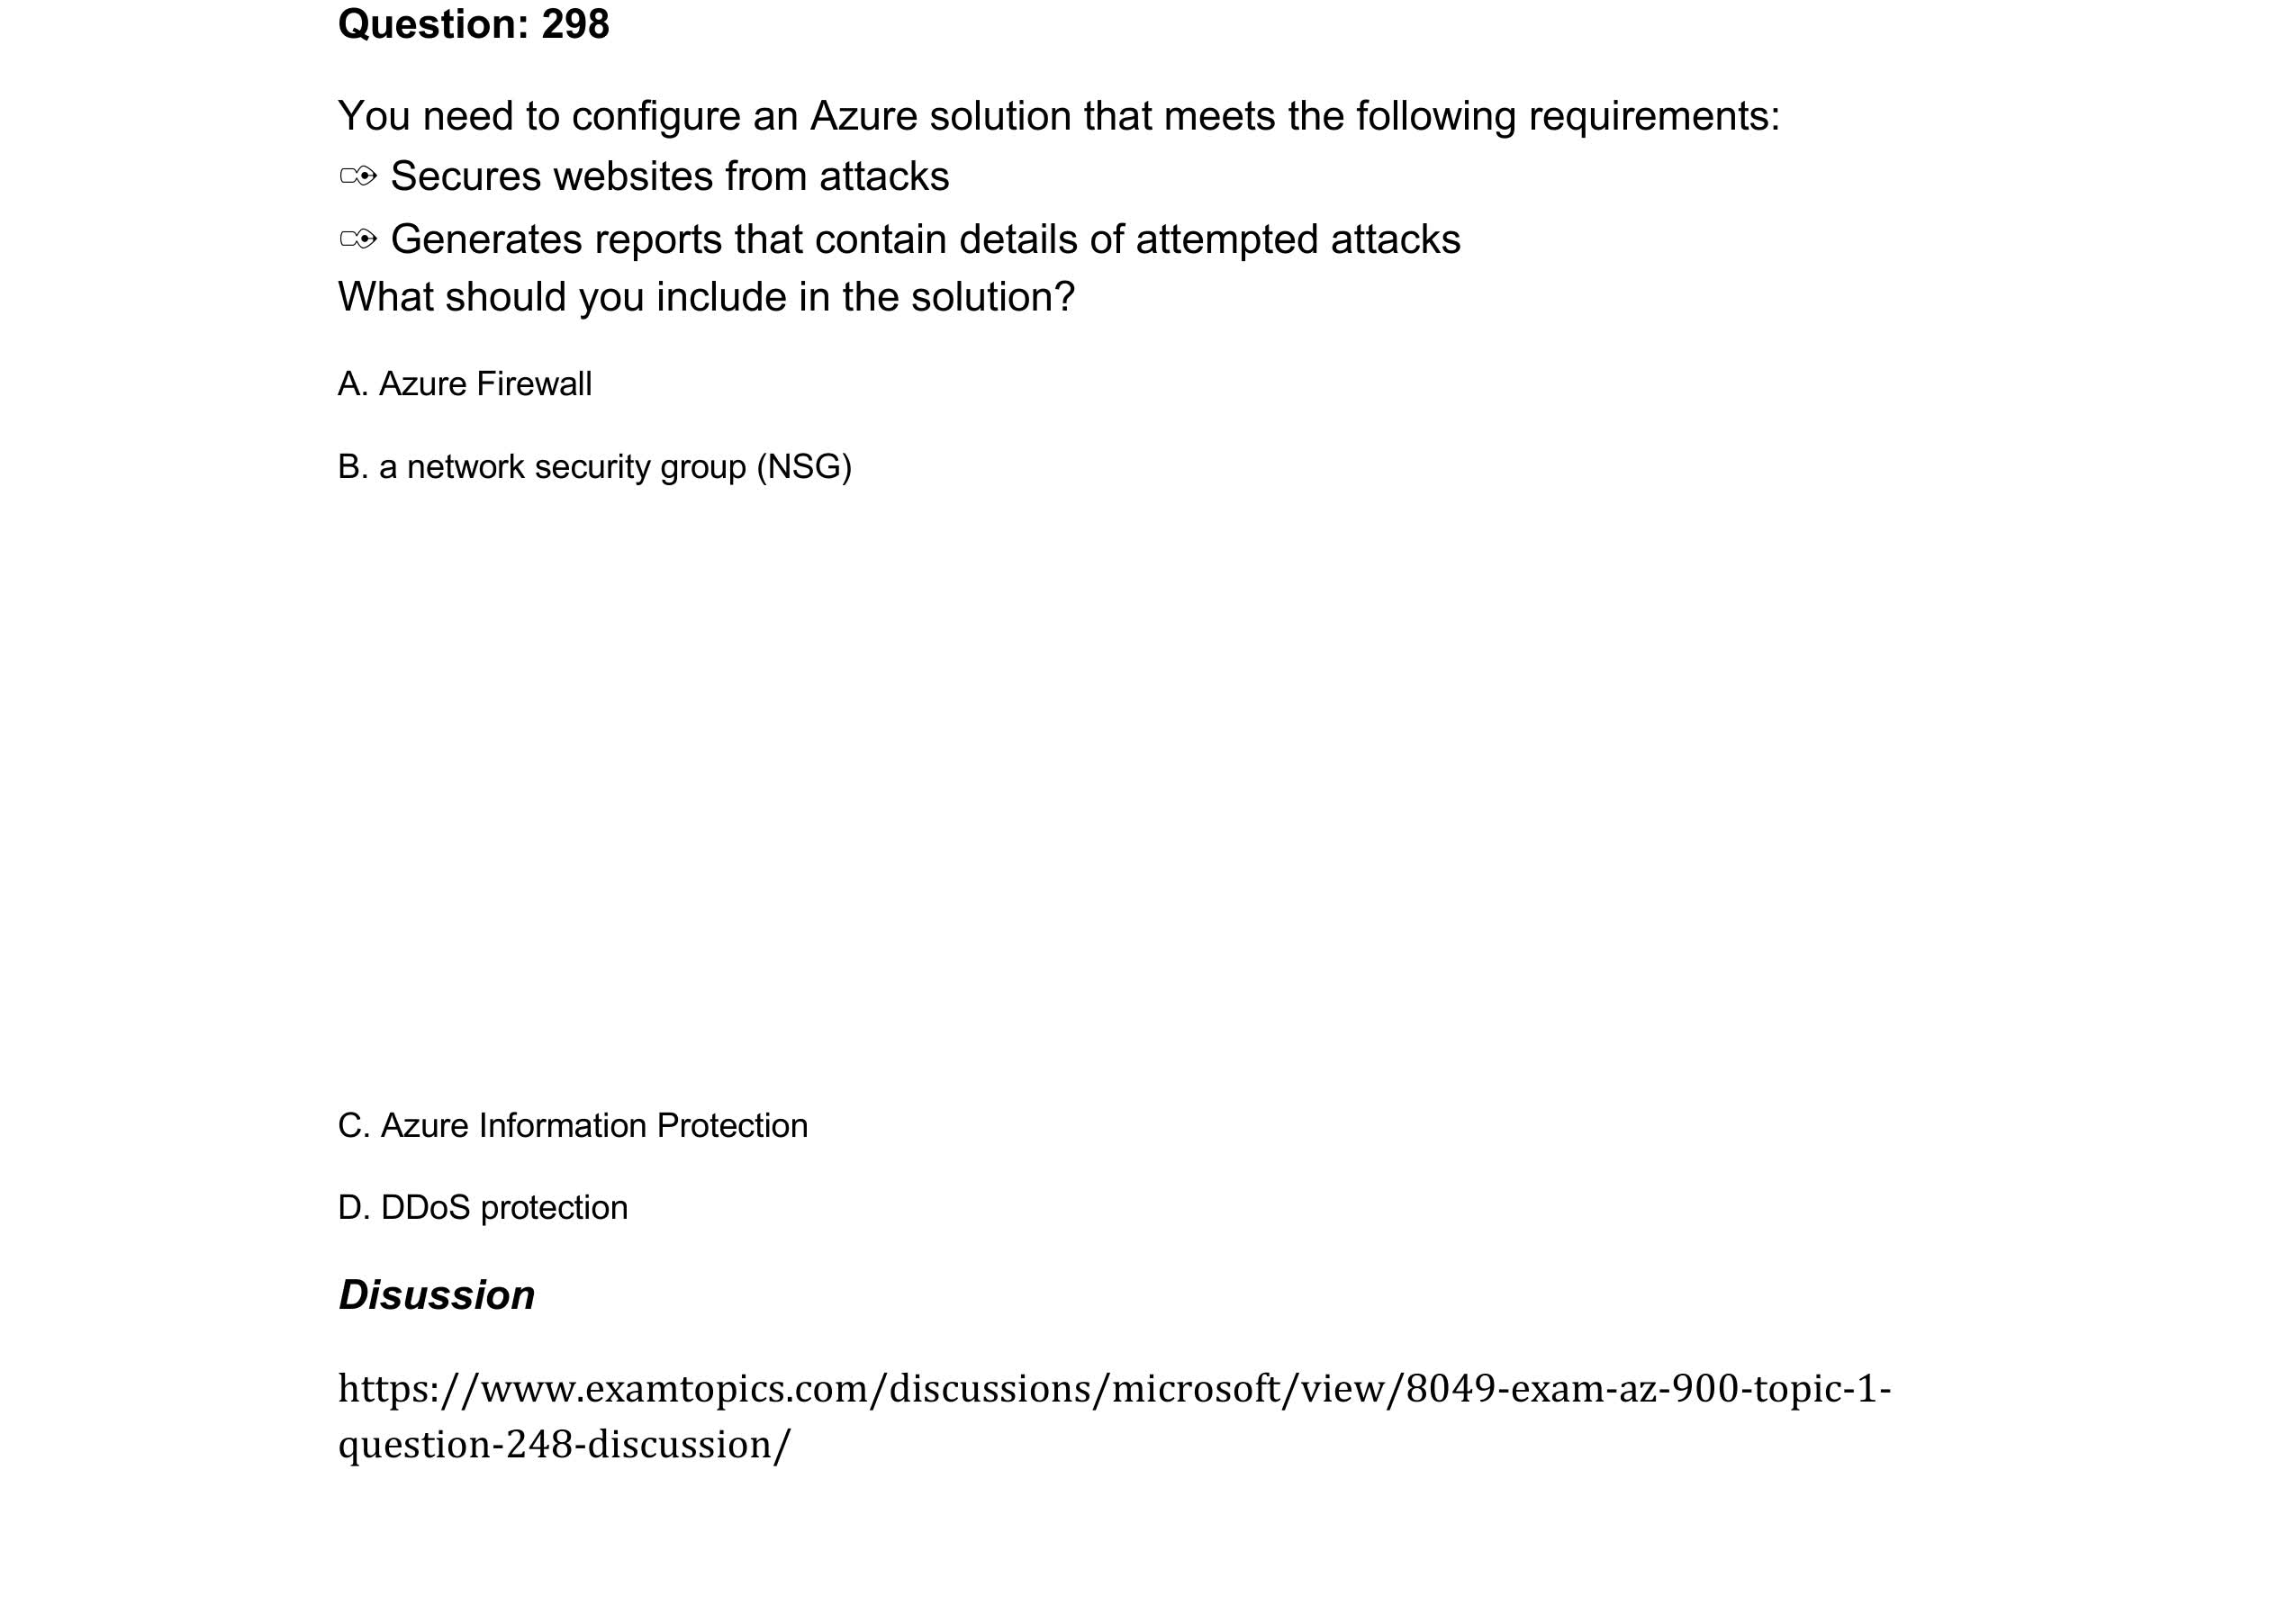 Question: 298
You need to configure an Azure solution that meets the following requirements:
➩ Secures websites from attacks
➩ Generates reports that contain details of attempted attacks
What should you include in the solution?
A. Azure Firewall
B. a network security group (NSG)
C. Azure Information Protection
D. DDoS protection
Disussion
https://www.examtopics.com/discussions/microsoft/view/8049-exam-az-900-topic-1-
question-248-discussion/